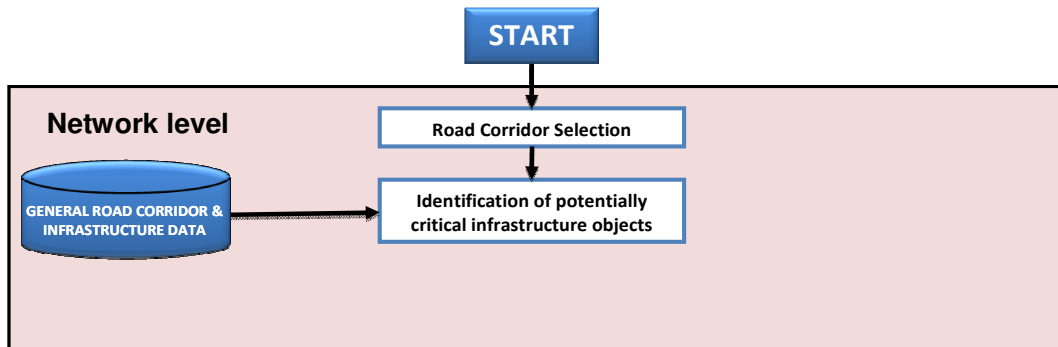 START
Network level
Road Corridor Selection
GENERAL ROAD CORRIDOR &
INFRASTRUCTURE DATA
Identification of potentially
critical infrastructure objects